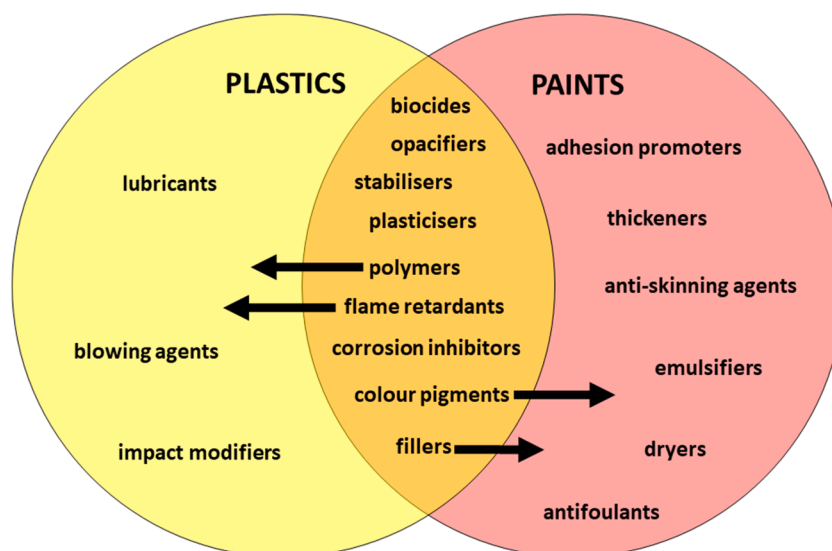 PLASTICS
PAINTS
lubricants
blowing agents
impact modifiers
biocides
opacifiers
stabilisers
plasticisers
polymers
flame retardants
corrosion inhibitors
colour pigments
fillers
adhesion promoters
thickeners
anti-skinning agents
emulsifiers
dryers
antifoulants